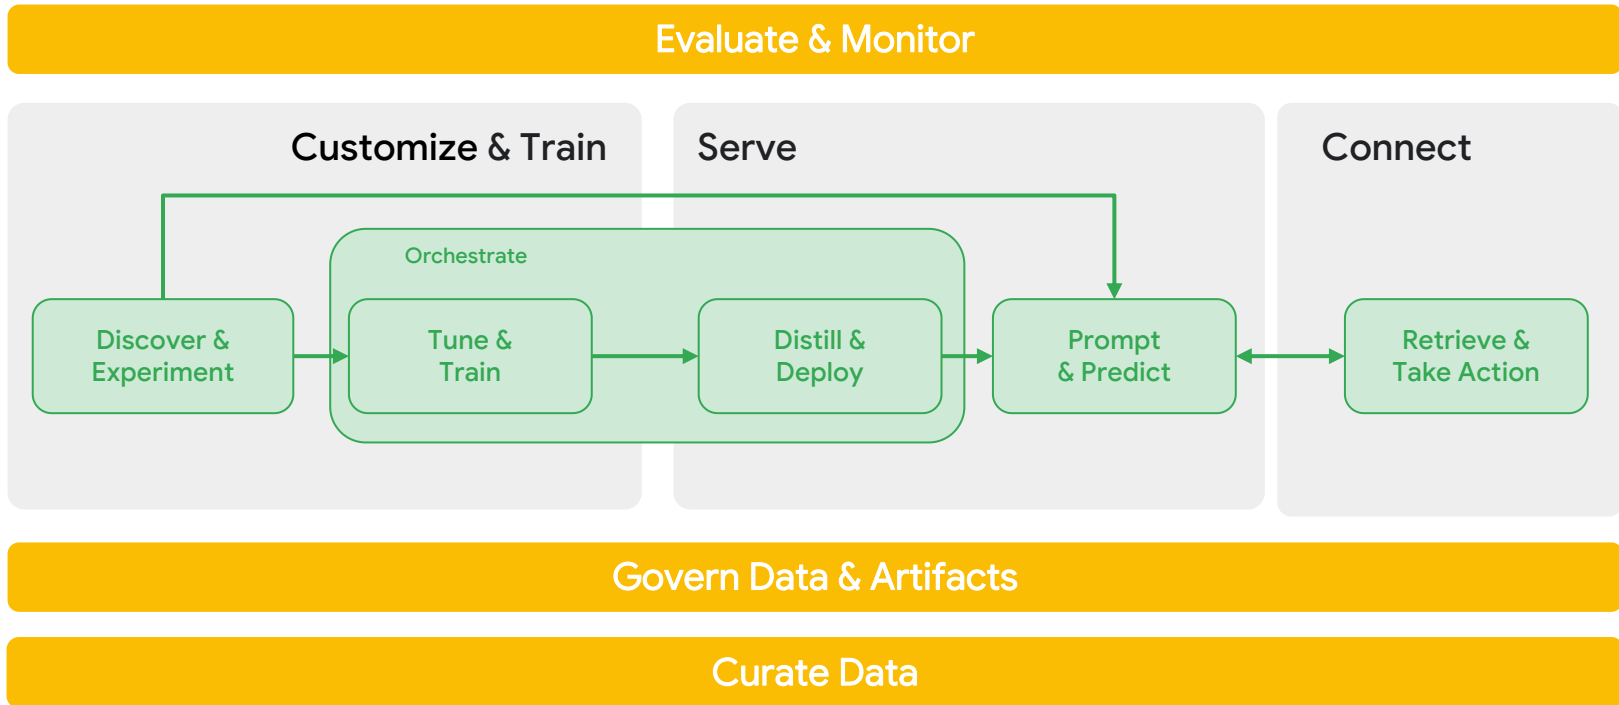 Evaluate & Monitor
Customize & Train
Serve
Connect
Orchestrate
Discover &
Experiment
Tune &
Train
Distill &
Deploy
Prompt
& Predict
Retrieve &
Take Action
Govern Data & Artifacts
Curate Data